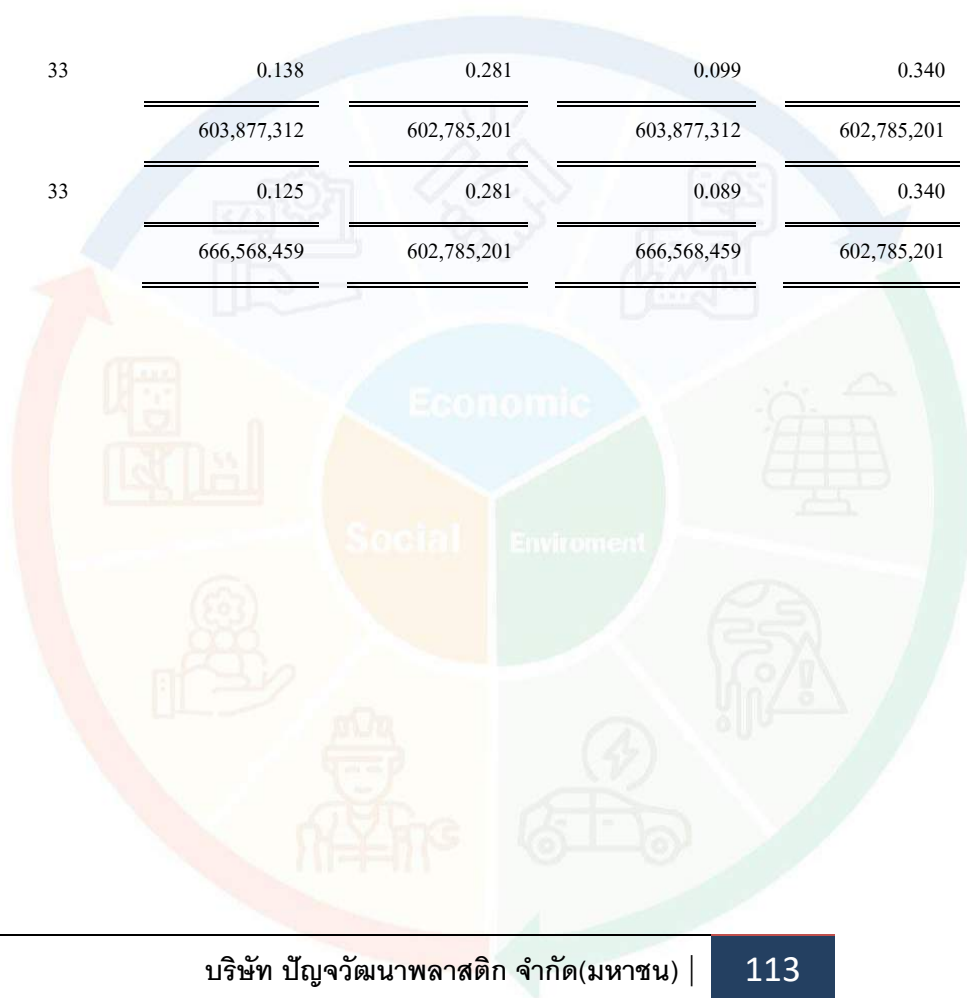 33 0.138 0.281 0.099 0.340
603,877,312 602,785,201 603,877,312 602,785,201
33 0.125 0.281 0.089 0.340
666,568,459 602,785,201 666,568,459 602,785,201
Economic
Social Enviroment
บริษัท ปัญจวัฒนาพลาสติก จำกัด(มหาชน) | 113